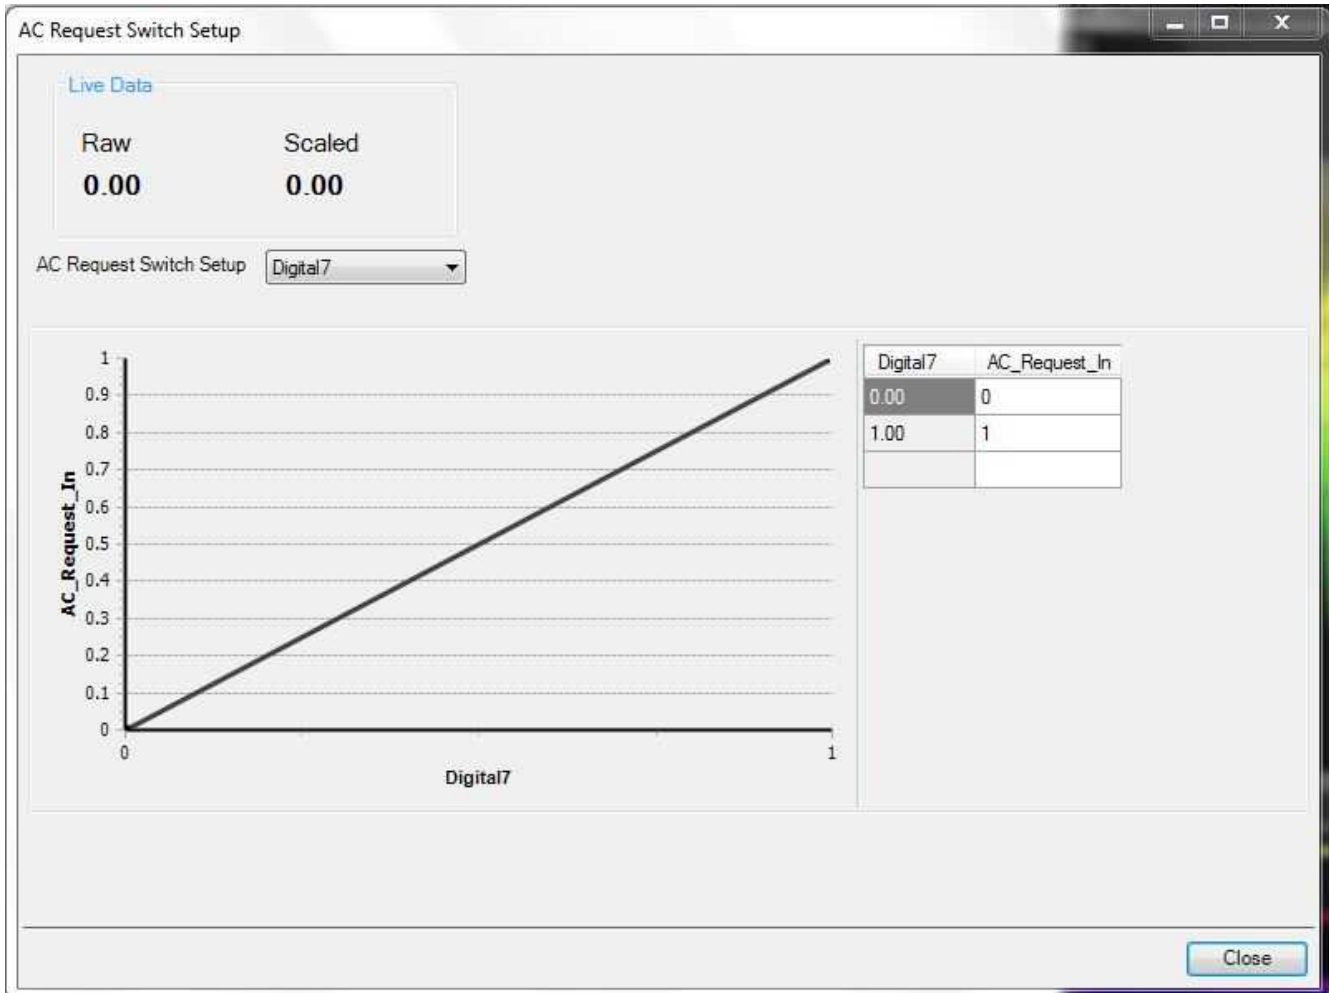 AC Request Switch Setup
Live Data
Raw Scaled
0.00 0.00
AC Request Switch Setup Digital7
1
0.9
0.8
0.7
0.6
0.5
0.4
0.3
0.2
0.1
0
AC_Request_In
0 1
Digital7
Digital7 AC_Request_In
0.00 0
1.00 1
Close